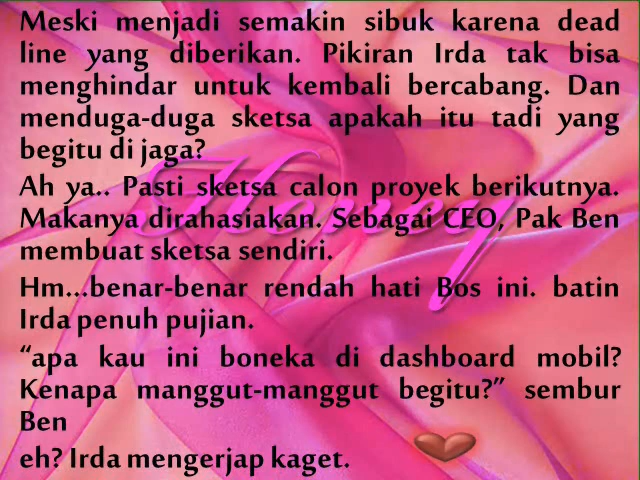 Meski menjadi semakin sibuk karena dead
line yang diberikan. Pikiran Irda tak bisa
menghindar untuk kembali bercabang. Dan
menduga-duga sketsa apakah itu tadi yang
begitu di jaga?
Ah ya.. Pasti sketsa calon proyek berikutnya.
Makanya dirahasiakan. Sebagai CEO, Pak Ben
membuat sketsa sendiri.
Hm...benar-benar rendah hati Bos ini. batin
Irda penuh pujian.
“apa kau ini boneka di dashboard mobil?
Kenapa manggut-manggut begitu?” sembur
Ben
eh? Irda mengerjap kaget.
Honey